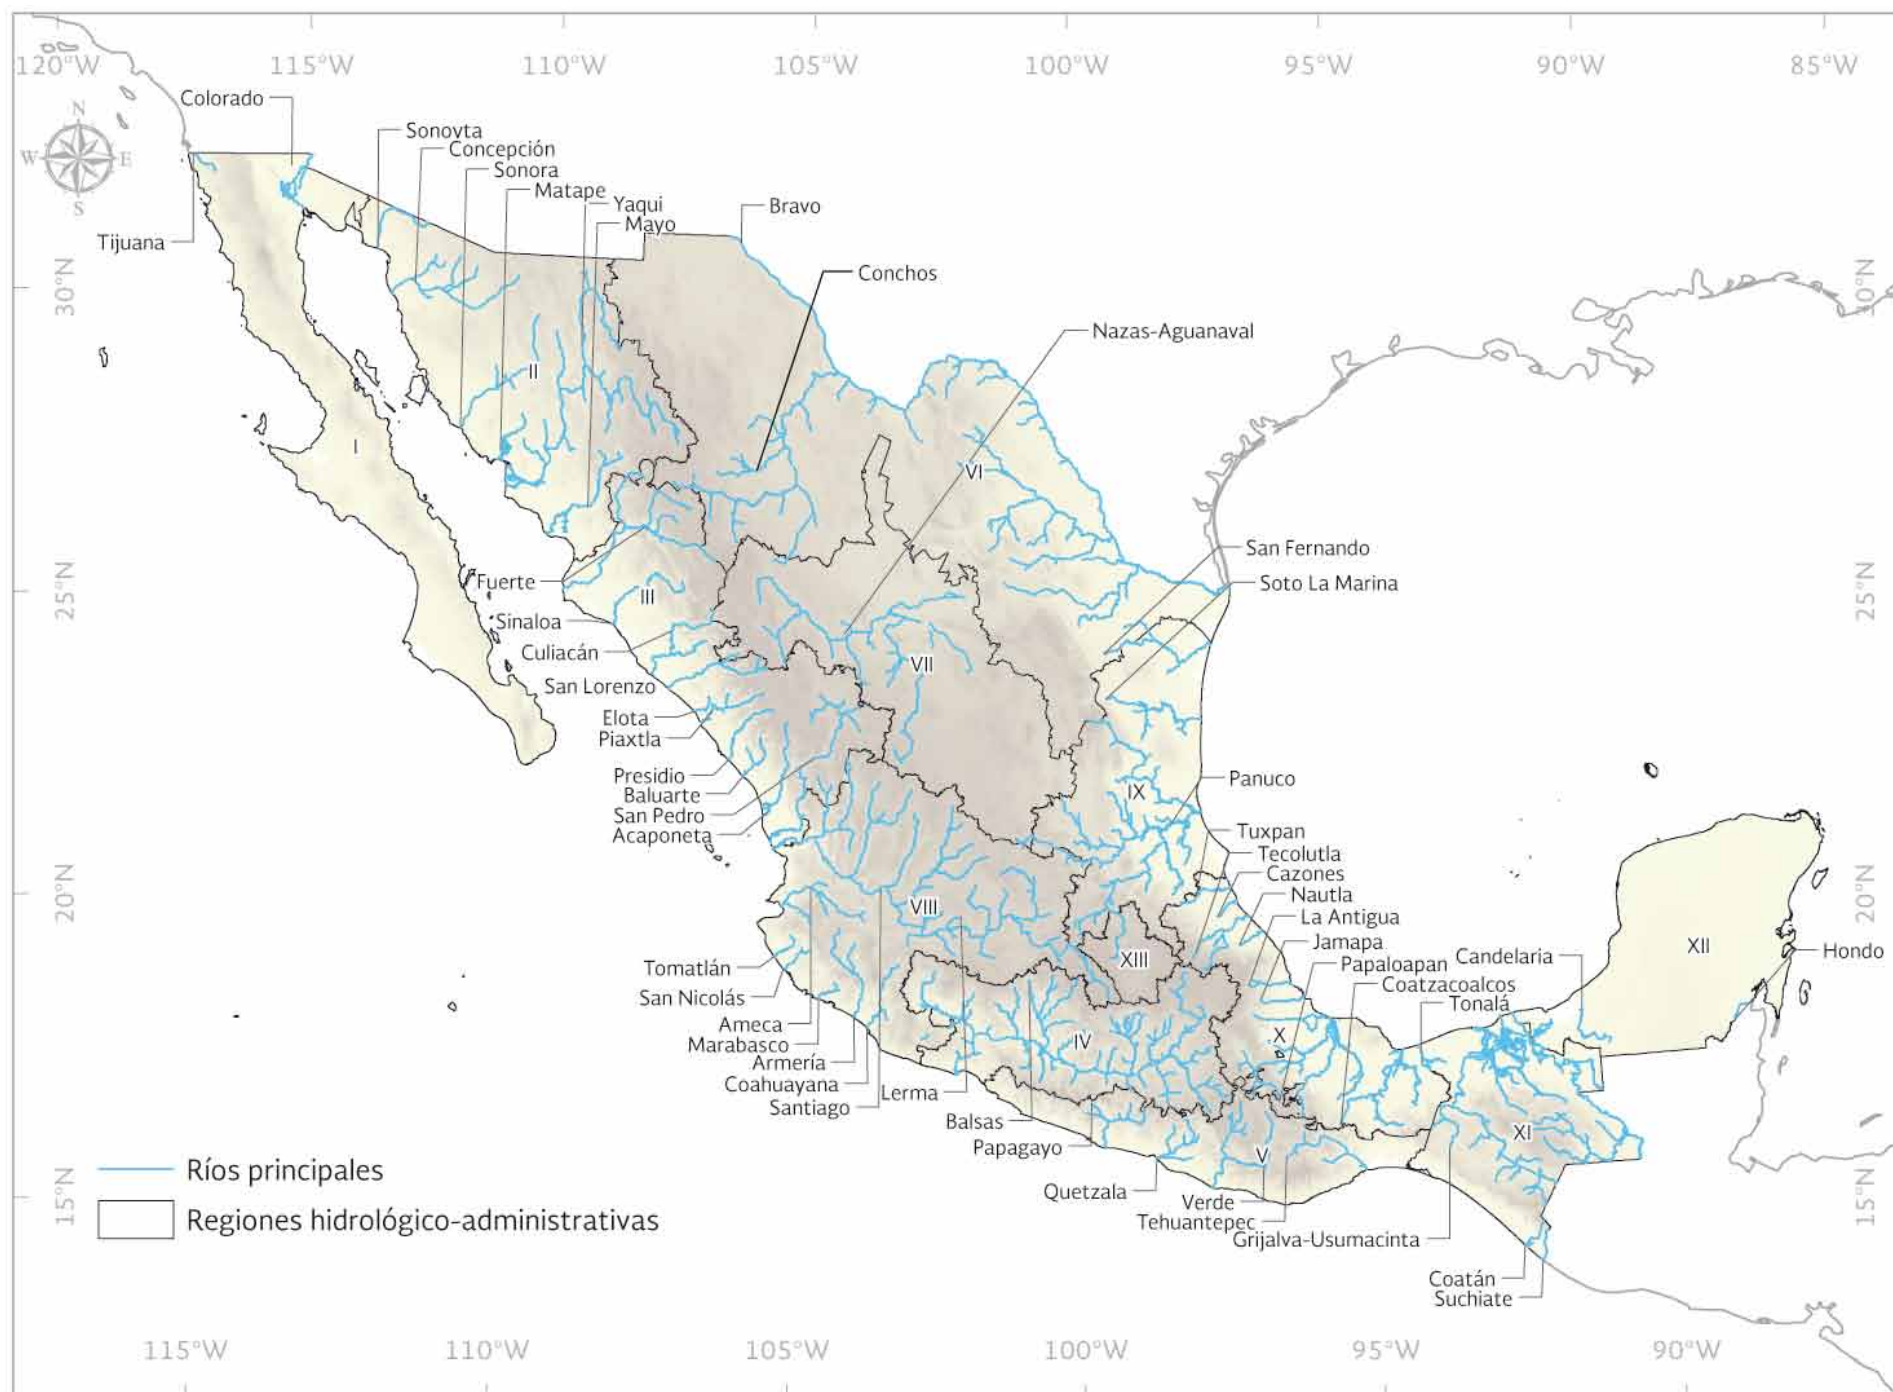 120°W 115°W 110°W 105°W 100°W 95°W 90°W 85°W
Colorado
N
W E
S
Sonovta
Concepción
Sonora
Matape
Yaqui
Mayo
Bravo
Tijuana
Conchos
30°N
30°N
Nazas-Aguanaval
II
I
VI
San Fernando
Soto La Marina
25°N
25°N
Fuerte
III
Sinaloa
Culiacán
VII
San Lorenzo
Elota
Piaxtla
Presidio
Baluarte
San Pedro
Acaponeta
IX
Panuco
Tuxpan
Tecolutla
Cazones
Nautla
La Antigua
Jamapa
Papaloapan
Candelaria
Coatzacoalcos
Tonalá
20°N
20°N
VIII
XIII
XII
Hondo
Tomatlán
San Nicolás
Ameca
Marabasco
Armería
Coahuayana
Santiago
Lerma
IV
X
Balsas
Papagayo
XI
V
Quetzala
Verde
Tehuantepec
Grijalva-Usumacinta
Coatán
Suchiate
15°N
15°N
Ríos principales
Regiones hidrológico-administrativas
115°W 110°W 105°W 100°W 95°W 90°W